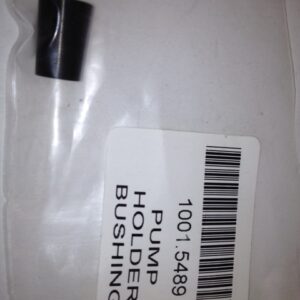 1001.5489
PUMP
HOLDER
BUSHING